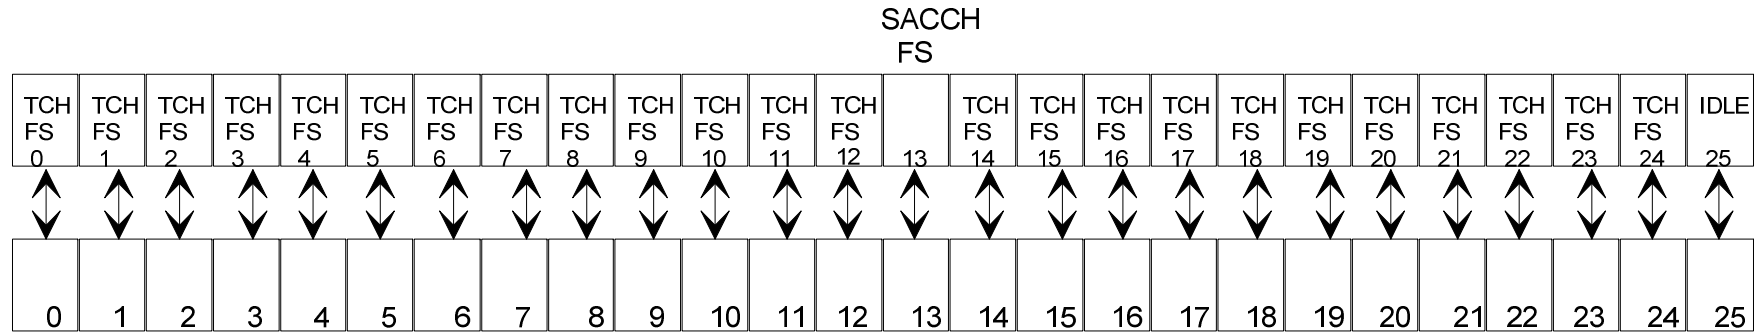 SACCH
FS
TCH TCH TCH TCH TCH TCH TCH TCH TCH TCH TCH TCH TCH TCH TCH TCH TCH TCH TCH TCH TCH TCH TCH TCH IDLE
FS FS FS FS FS FS FS FS FS FS FS FS FS FS FS FS FS FS FS FS FS FS FS FS
0 1 2 3 4 5 6 7 8 9 10 11 12 13 14 15 16 17 18 19 20 21 22 23 24 25
0 1 2 3 4 5 6 7 8 9 10 11 12 13 14 15 16 17 18 19 20 21 22 23 24 25